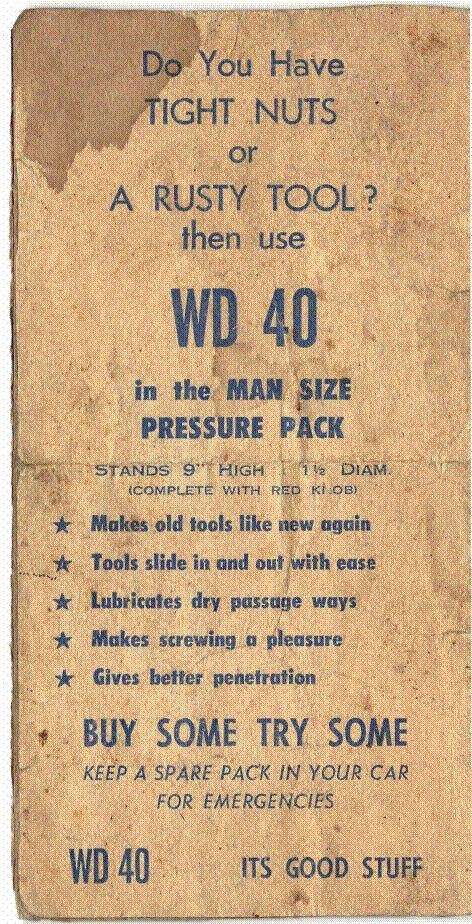 Do You Have
TIGHT NUTS
or
A RUSTY TOOL?
then use
WD 40
in the MAN SIZE
PRESSURE PACK
STANDS 9" HIGH 1½ DIAM.
(COMPLETE WITH RED KNOB)
★ Makes old tools like new again
★ Tools slide in and out with ease
★ Lubricates dry passage ways
★ Makes screwing a pleasure
★ Gives better penetration
BUY SOME TRY SOME
KEEP A SPARE PACK IN YOUR CAR
FOR EMERGENCIES
WD 40 ITS GOOD STUFF